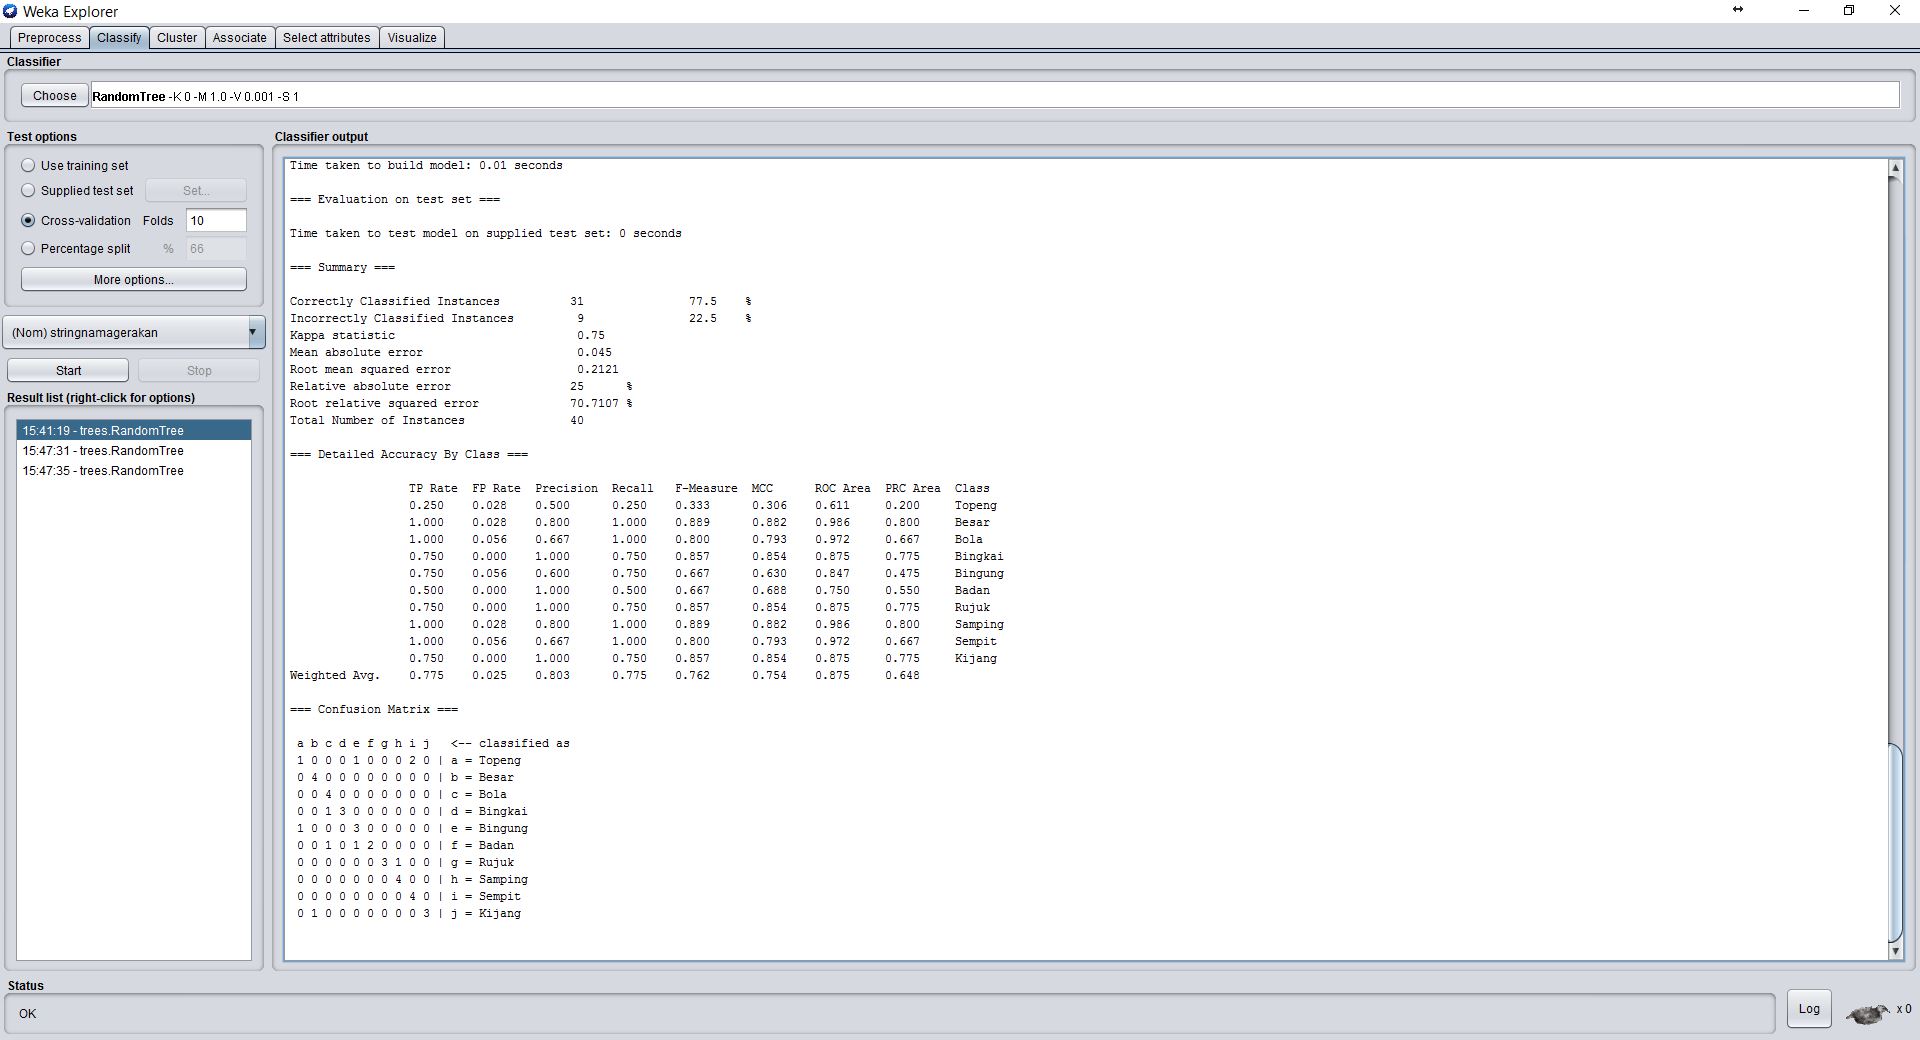 Weka Explorer
Preprocess Classify Cluster Associate Select attributes Visualize
Classifier
Choose RandomTree -K 0 -M 1.0 -V 0.001 -S 1
Test options
Use training set
Supplied test set Set...
Cross-validation Folds 10
Percentage split % 66
More options...
(Nom) stringnamagerakan
Start Stop
Result list (right-click for options)
15:41:19 - trees.RandomTree
15:47:31 - trees.RandomTree
15:47:35 - trees.RandomTree
Classifier output
Time taken to build model: 0.01 seconds
=== Evaluation on test set ===
Time taken to test model on supplied test set: 0 seconds
=== Summary ===
Correctly Classified Instances 31 77.5 %
Incorrectly Classified Instances 9 22.5 %
Kappa statistic 0.75
Mean absolute error 0.045
Root mean squared error 0.2121
Relative absolute error 25 %
Root relative squared error 70.7107 %
Total Number of Instances 40
=== Detailed Accuracy By Class ===
TP Rate FP Rate Precision Recall F-Measure MCC ROC Area PRC Area Class
0.250 0.028 0.500 0.250 0.333 0.306 0.611 0.200 Topeng
1.000 0.028 0.800 1.000 0.889 0.882 0.986 0.800 Besar
1.000 0.056 0.667 1.000 0.800 0.793 0.972 0.667 Bola
0.750 0.000 1.000 0.750 0.857 0.854 0.875 0.775 Bingkai
0.750 0.056 0.600 0.750 0.667 0.630 0.847 0.475 Bingung
0.500 0.000 1.000 0.500 0.667 0.688 0.750 0.550 Badan
0.750 0.000 1.000 0.750 0.857 0.854 0.875 0.775 Rujuk
1.000 0.028 0.800 1.000 0.889 0.882 0.986 0.800 Samping
1.000 0.056 0.667 1.000 0.800 0.793 0.972 0.667 Sempit
0.750 0.000 1.000 0.750 0.857 0.854 0.875 0.775 Kijang
Weighted Avg. 0.775 0.025 0.803 0.775 0.762 0.754 0.875 0.648
=== Confusion Matrix ===
a b c d e f g h i j <-- classified as
1 0 0 0 1 0 0 0 2 0 | a = Topeng
0 4 0 0 0 0 0 0 0 0 | b = Besar
0 0 4 0 0 0 0 0 0 0 | c = Bola
0 0 1 3 0 0 0 0 0 0 | d = Bingkai
1 0 0 0 3 0 0 0 0 0 | e = Bingung
0 0 1 0 1 2 0 0 0 0 | f = Badan
0 0 0 0 0 0 3 1 0 0 | g = Rujuk
0 0 0 0 0 0 0 4 0 0 | h = Samping
0 0 0 0 0 0 0 0 4 0 | i = Sempit
0 1 0 0 0 0 0 0 0 3 | j = Kijang
Status
OK
Log x 0